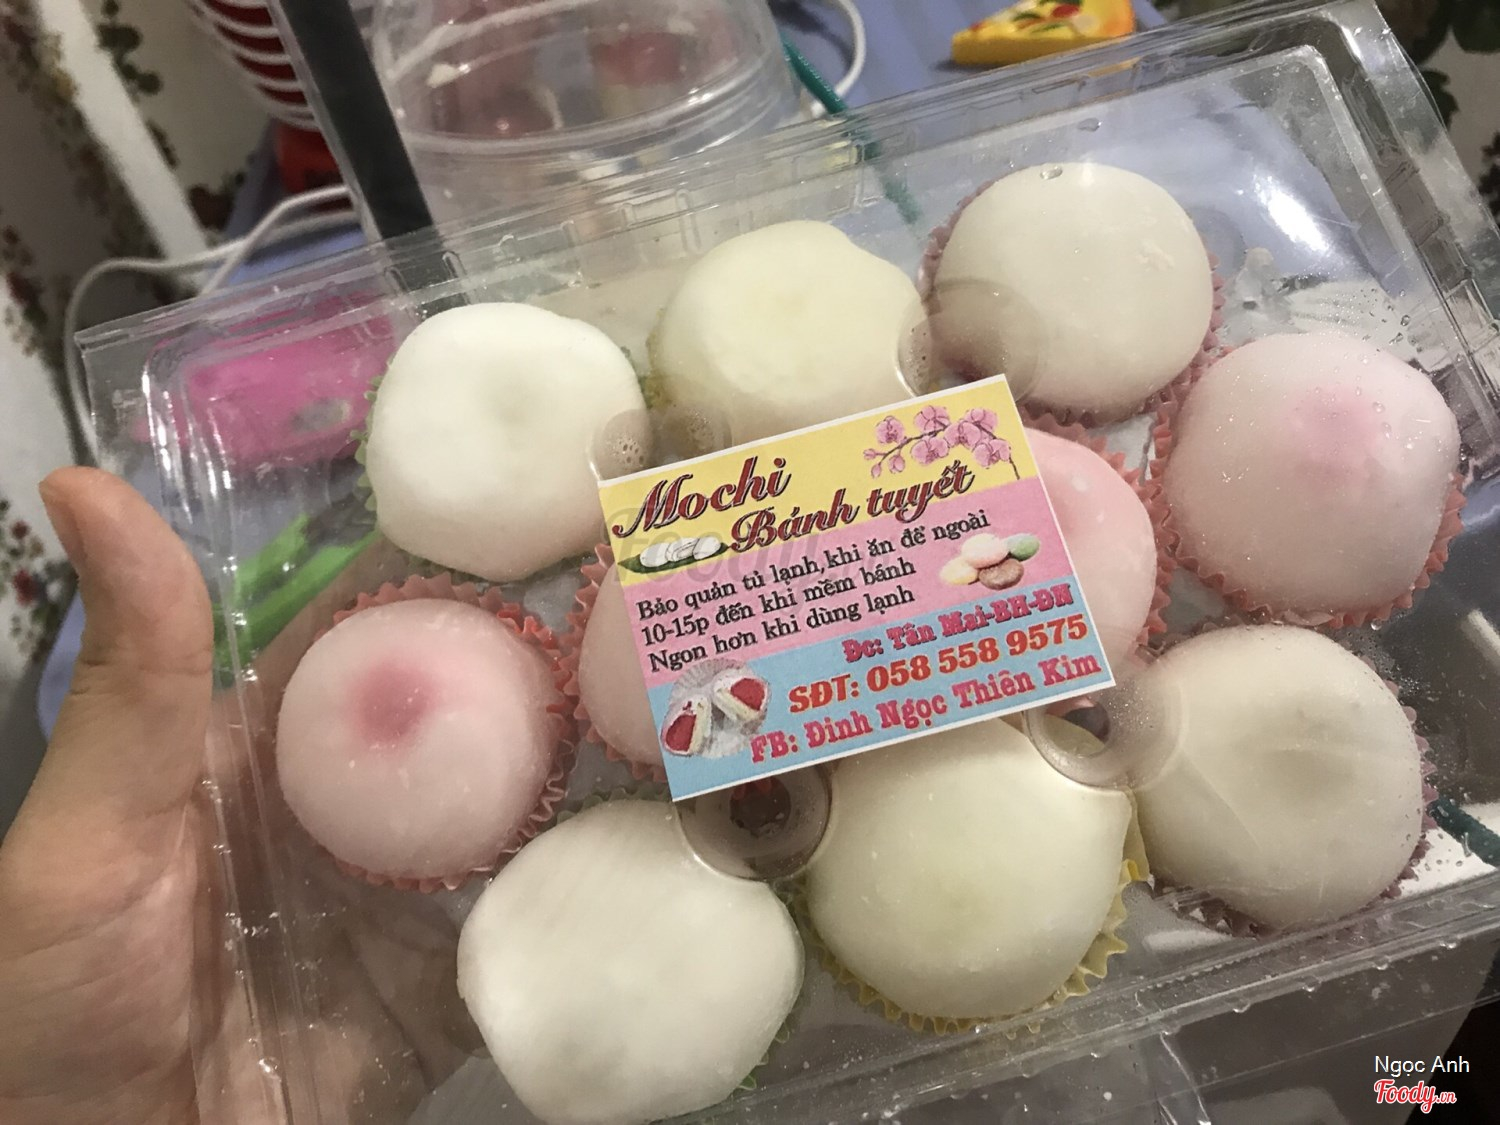 Mochi
Bánh tuyết
Bảo quản tủ lạnh,khi ăn để ngoài
10-15p đến khi mềm bánh
Ngon hơn khi dùng lạnh
Đc: Tân Mai-BH-ĐN
SĐT: 058 558 9575
FB: Đinh Ngọc Thiên Kim
Foody
Ngọc Anh
Foody.vn